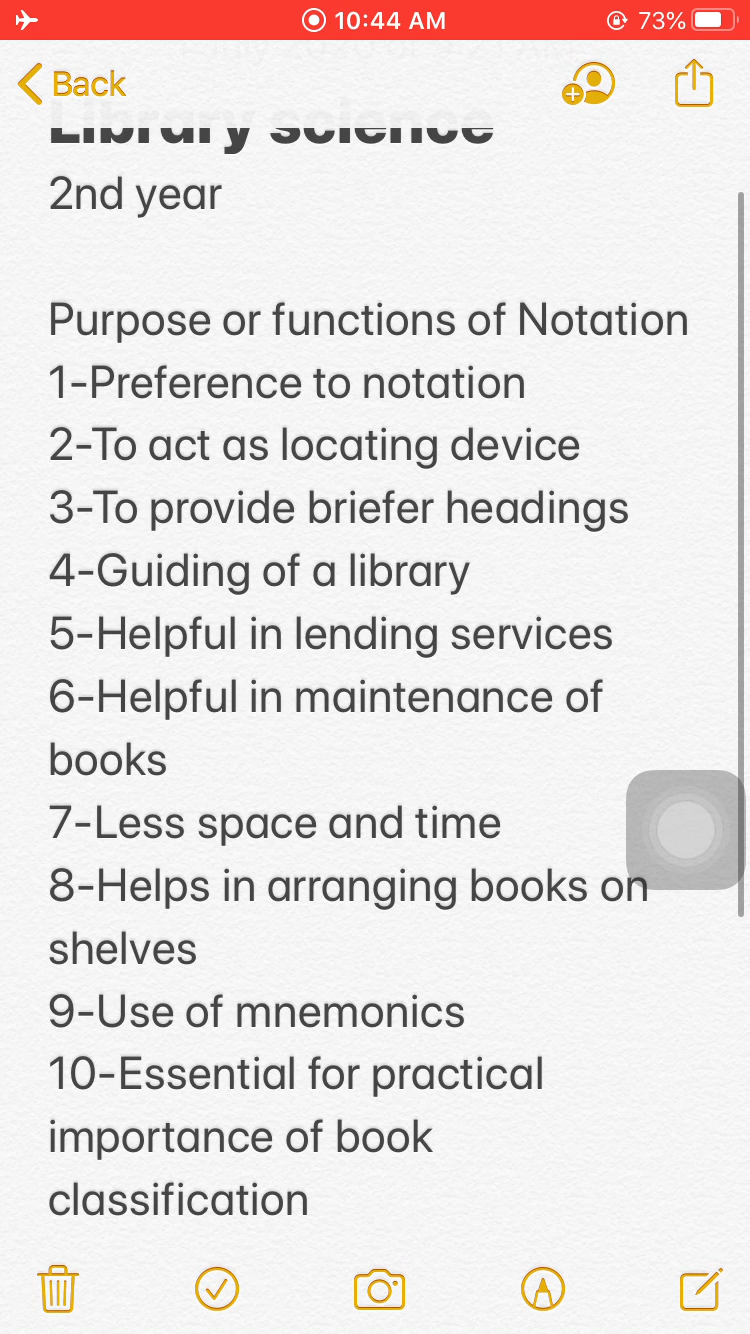 10:44 AM
73%
Back
Library science
2nd year
Purpose or functions of Notation
1-Preference to notation
2-To act as locating device
3-To provide briefer headings
4-Guiding of a library
5-Helpful in lending services
6-Helpful in maintenance of
books
7-Less space and time
8-Helps in arranging books on
shelves
9-Use of mnemonics
10-Essential for practical
importance of book
classification